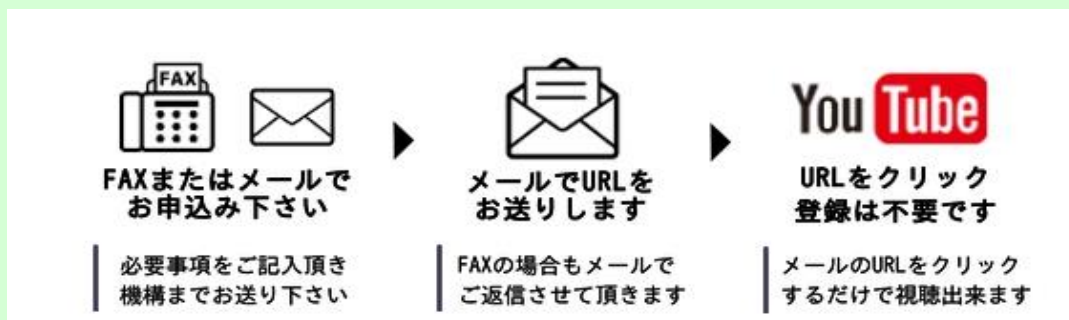 FAX
FAXまたはメールで
お申込み下さい
必要事項をご記入頂き
機構までお送り下さい
メールでURLを
お送りします
FAXの場合もメールで
ご返信させて頂きます
You Tube
URLをクリック
登録は不要です
メールのURLをクリック
するだけで視聴出来ます